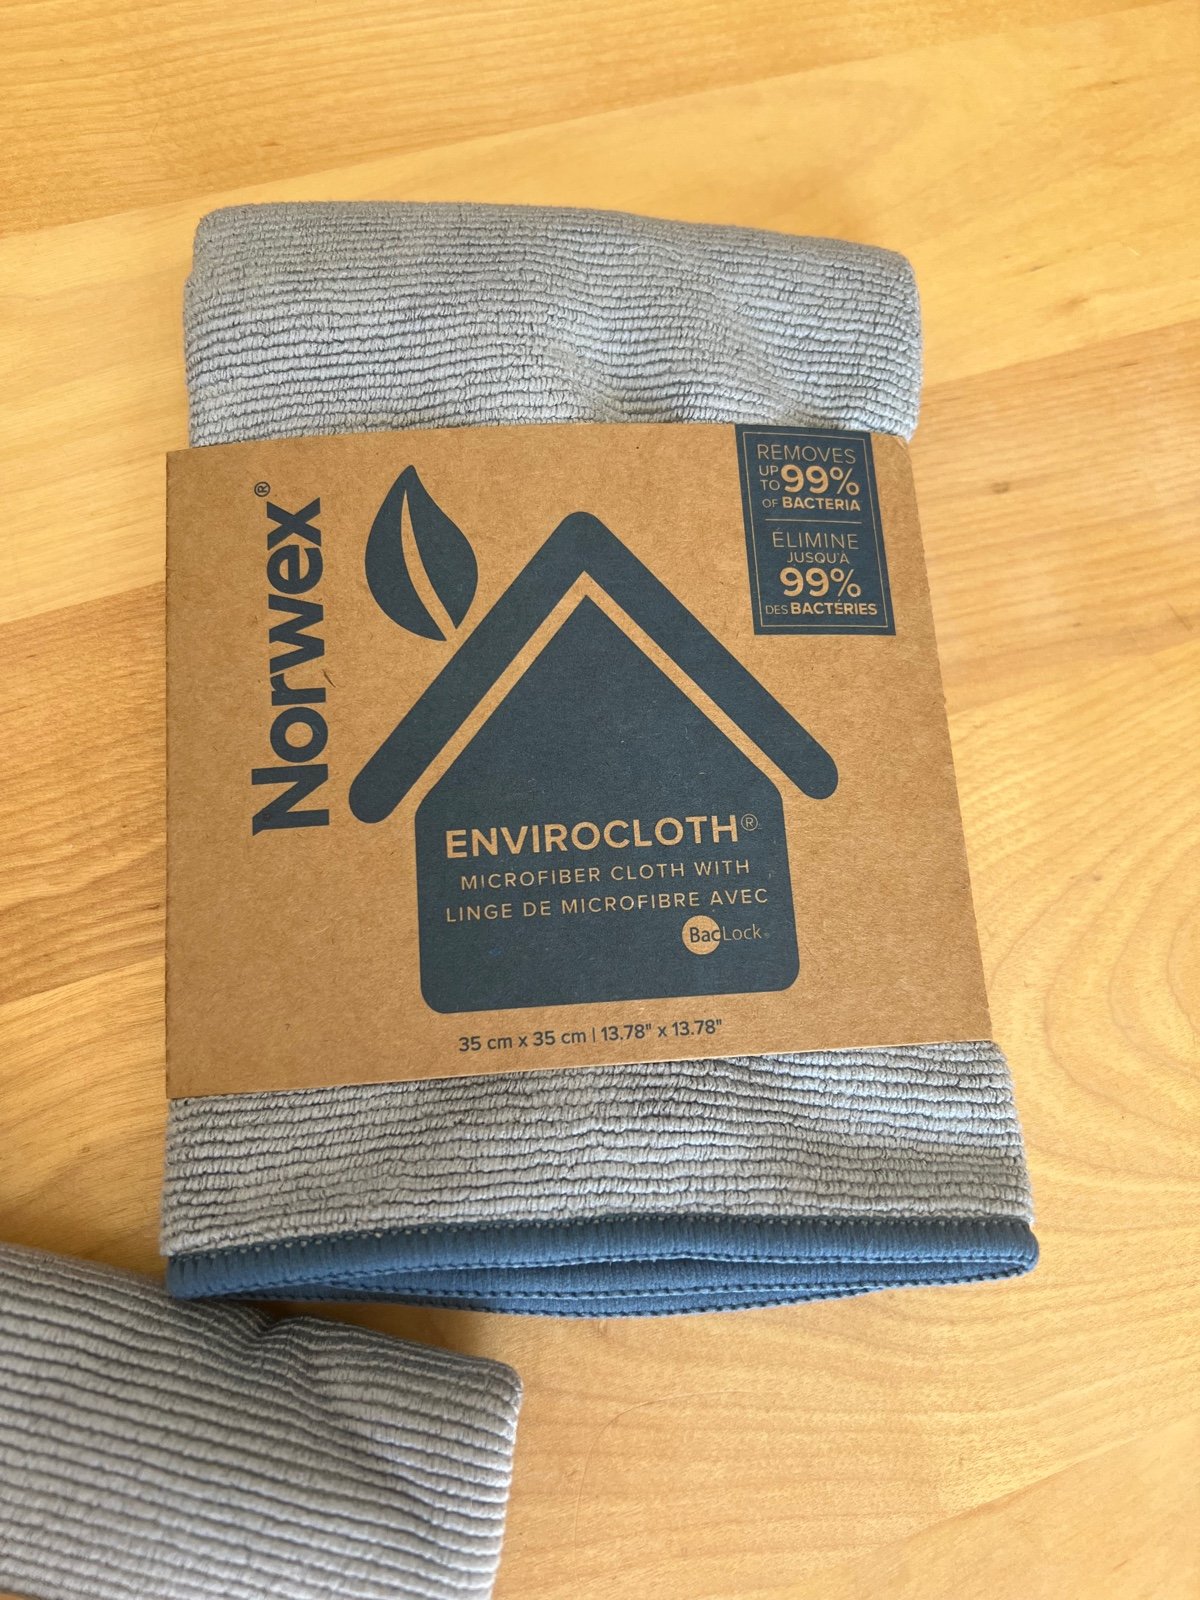 Norwex®
REMOVES
UP TO 99%
OF BACTERIA
ÉLIMINE
JUSQU'À
99%
DES BACTÉRIES
ENVIROCLOTH®
MICROFIBER CLOTH WITH
LINGE DE MICROFIBRE AVEC
BacLock®
35 cm x 35 cm | 13.78" x 13.78"